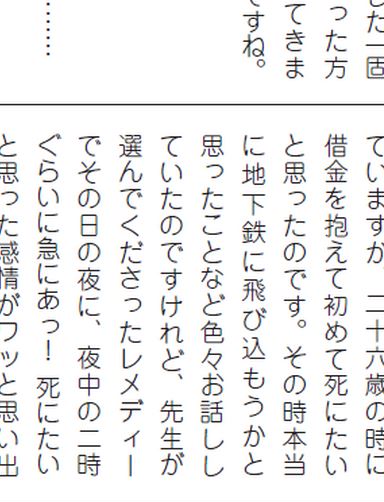 した一固
った方
てきま
ですね。
………
ていますが、二十六歳の時に
借金を抱えて初めて死にたい
と思ったのです。その時本当
に地下鉄に飛び込もうかと
思ったことなど色々お話しし
ていたのですけれど、先生が
選んでくださったレメディー
でその日の夜に、夜中の二時
ぐらいに急にあっ！ 死にたい
と思った感情がワッと思い出